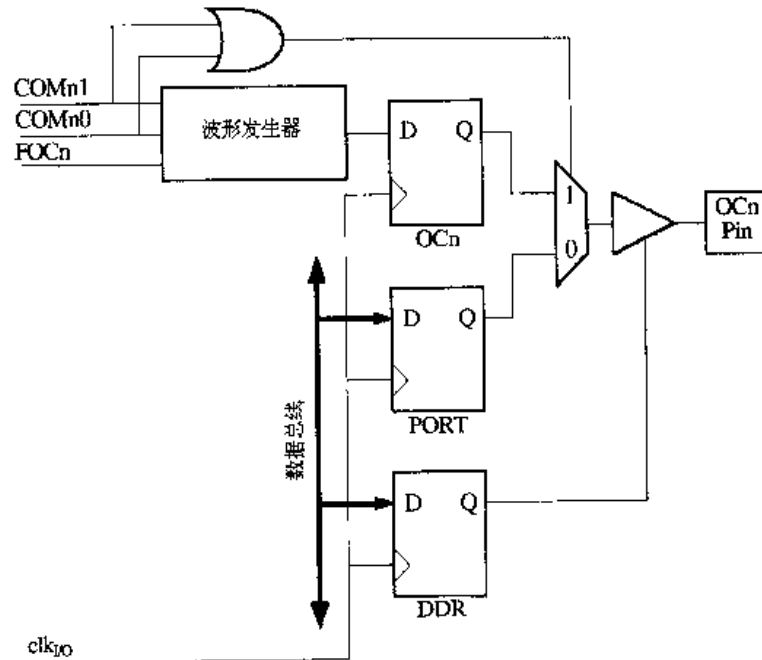 COMn1
COMn0
FOCn
波形发生器
D Q
OCn
1
0
OCn
Pin
D Q
PORT
数据总线
D Q
DDR
clkI/O